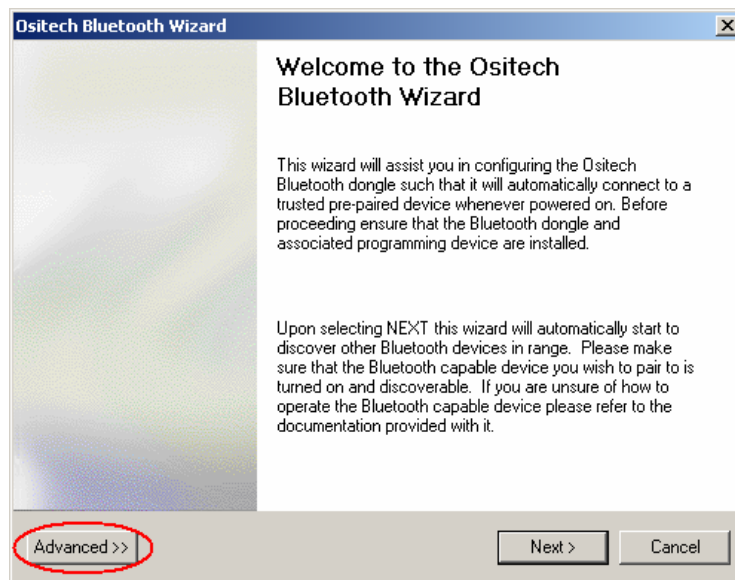 Ositech Bluetooth Wizard
Welcome to the Ositech
Bluetooth Wizard
This wizard will assist you in configuring the Ositech
Bluetooth dongle such that it will automatically connect to a
trusted pre-paired device whenever powered on. Before
proceeding ensure that the Bluetooth dongle and
associated programming device are installed.
Upon selecting NEXT this wizard will automatically start to
discover other Bluetooth devices in range. Please make
sure that the Bluetooth capable device you wish to pair to is
turned on and discoverable. If you are unsure of how to
operate the Bluetooth capable device please refer to the
documentation provided with it.
Advanced >> Next > Cancel